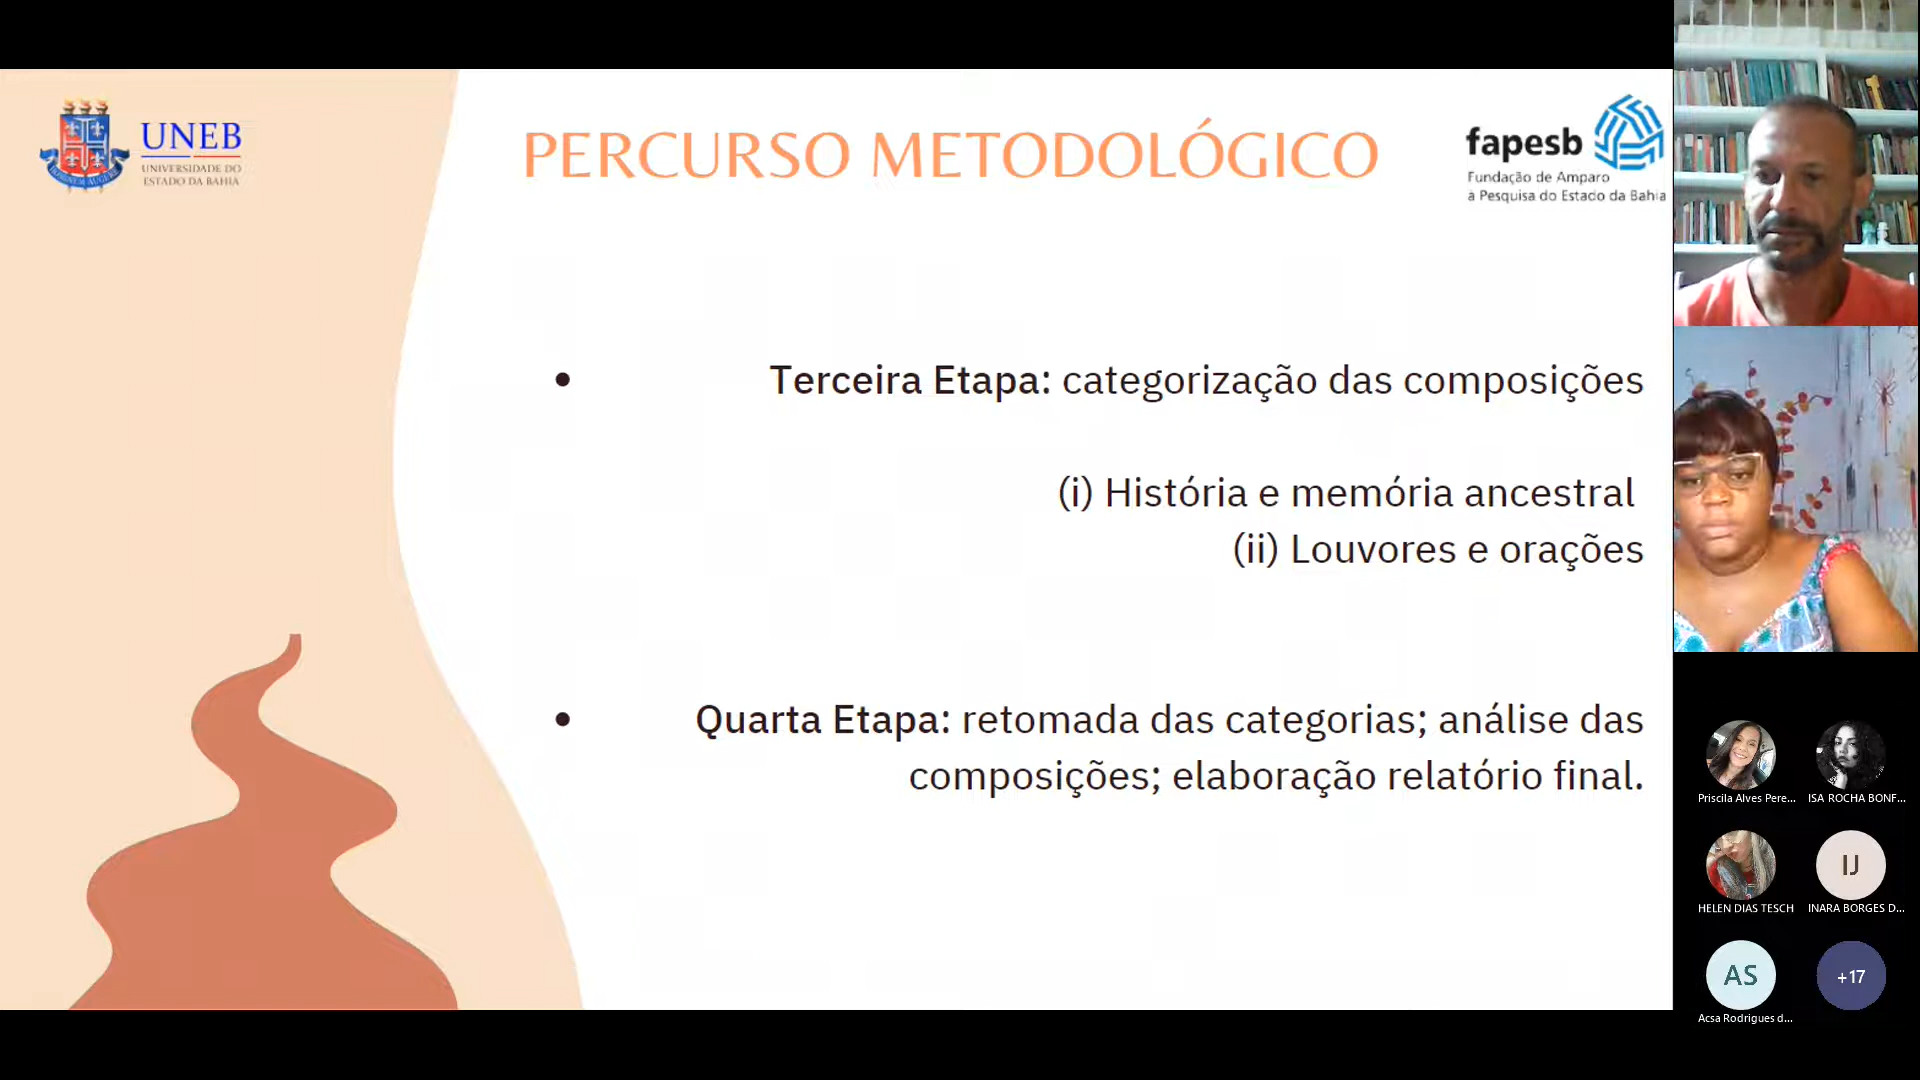 UNEB
UNIVERSIDADE DO
ESTADO DA BAHIA
PERCURSO METODOLÓGICO
fapesb
Fundação de Amparo
à Pesquisa do Estado da Bahia
• Terceira Etapa: categorização das composições
(i) História e memória ancestral
(ii) Louvores e orações
• Quarta Etapa: retomada das categorias; análise das
composições; elaboração relatório final.
Priscila Alves Pere...
ISA ROCHA BONF...
HELEN DIAS TESCH
IJ
INARA BORGES D...
AS
Acsa Rodrigues d...
+17